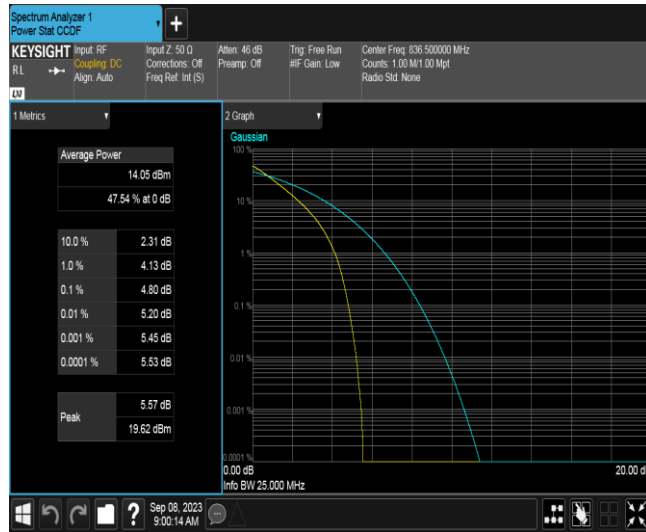 Spectrum Analyzer 1
Power Stat CCDF
+
KEYSIGHT
RL
LXI
Input: RF
Coupling: DC
Align: Auto
Input Z: 50 Ω
Corrections: Off
Freq Ref: Int (S)
Atten: 46 dB
Preamp: Off
Trig: Free Run
#IF Gain: Low
Center Freq: 836.500000 MHz
Counts: 1.00 M/1.00 Mpt
Radio Std: None
1 Metrics
Average Power
14.05 dBm
47.54 % at 0 dB
10.0 % 2.31 dB
1.0 % 4.13 dB
0.1 % 4.80 dB
0.01 % 5.20 dB
0.001 % 5.45 dB
0.0001 % 5.53 dB
Peak
5.57 dB
19.62 dBm
2 Graph
Gaussian
100 %
10 %
1 %
0.1 %
0.01 %
0.001 %
0.0001 %
0.00 dB
20.00 d
Info BW 25.000 MHz
?
Sep 08, 2023
9:00:14 AM